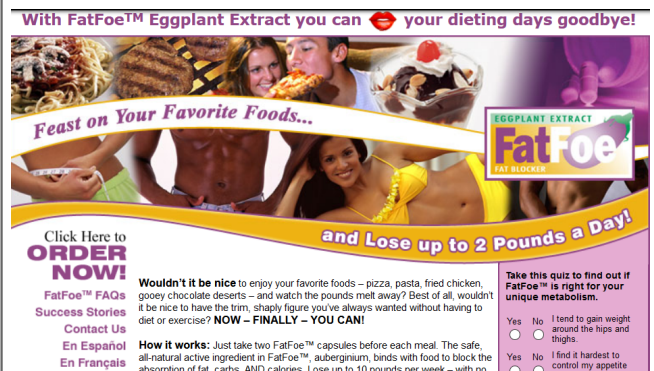 With FatFoe™ Eggplant Extract you can your dieting days goodbye!
Feast on Your Favorite Foods...
EGGPLANT EXTRACT
FatFoe
FAT BLOCKER
and Lose up to 2 Pounds a Day!
Click Here to
ORDER
NOW!
FatFoe™ FAQs
Success Stories
Contact Us
En Español
En Français
Wouldn't it be nice to enjoy your favorite foods – pizza, pasta, fried chicken,
gooey chocolate deserts – and watch the pounds melt away? Best of all, wouldn't
it be nice to have the trim, shaply figure you've always wanted without having to
diet or exercise? NOW – FINALLY – YOU CAN!
How it works: Just take two FatFoe™ capsules before each meal. The safe,
all-natural active ingredient in FatFoe™, auberginium, binds with food to block the
absorption of fat, carbs, AND calories. Lose up to 10 pounds per week – with no
Take this quiz to find out if
FatFoe™ is right for your
unique metabolism.
Yes No I tend to gain weight
around the hips and
thighs.
Yes No I find it hardest to
control my appetite